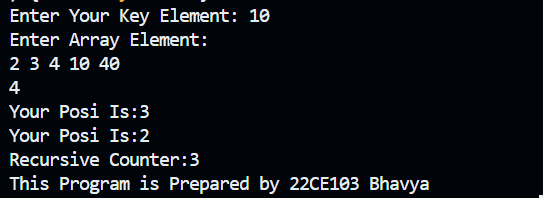 Enter Your Key Element: 10
Enter Array Element:
2 3 4 10 40
4
Your Posi Is:3
Your Posi Is:2
Recursive Counter:3
This Program is Prepared by 22CE103 Bhavya